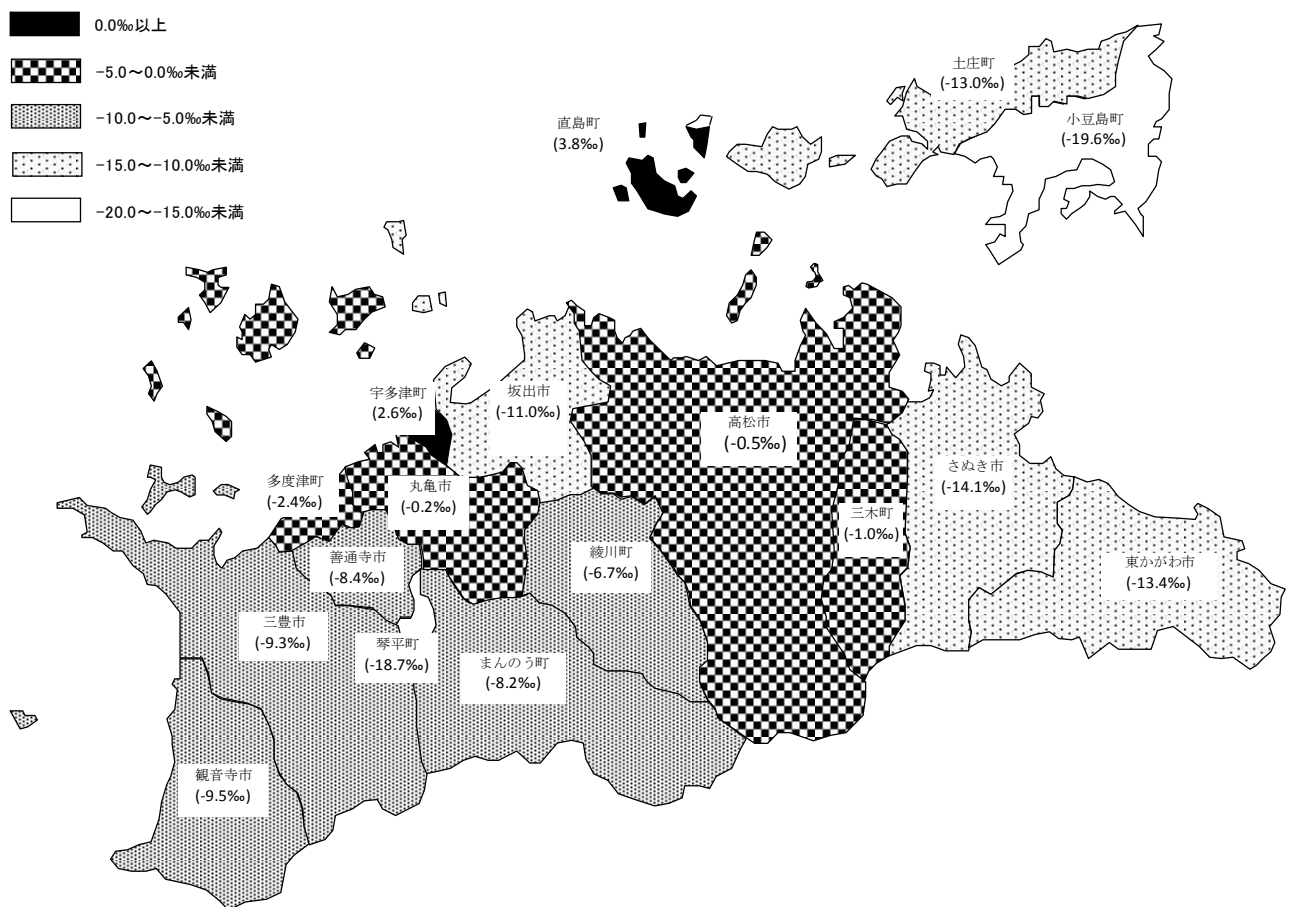 0.0‰以上
-5.0～0.0‰未満
-10.0～-5.0‰未満
-15.0～-10.0‰未満
-20.0～-15.0‰未満
土庄町
(-13.0‰)
小豆島町
(-19.6‰)
直島町
(3.8‰)
宇多津町
(2.6‰)
坂出市
(-11.0‰)
高松市
(-0.5‰)
さぬき市
(-14.1‰)
多度津町
(-2.4‰)
丸亀市
(-0.2‰)
三木町
(-1.0‰)
善通寺市
(-8.4‰)
綾川町
(-6.7‰)
東かがわ市
(-13.4‰)
三豊市
(-9.3‰)
琴平町
(-18.7‰)
まんのう町
(-8.2‰)
観音寺市
(-9.5‰)